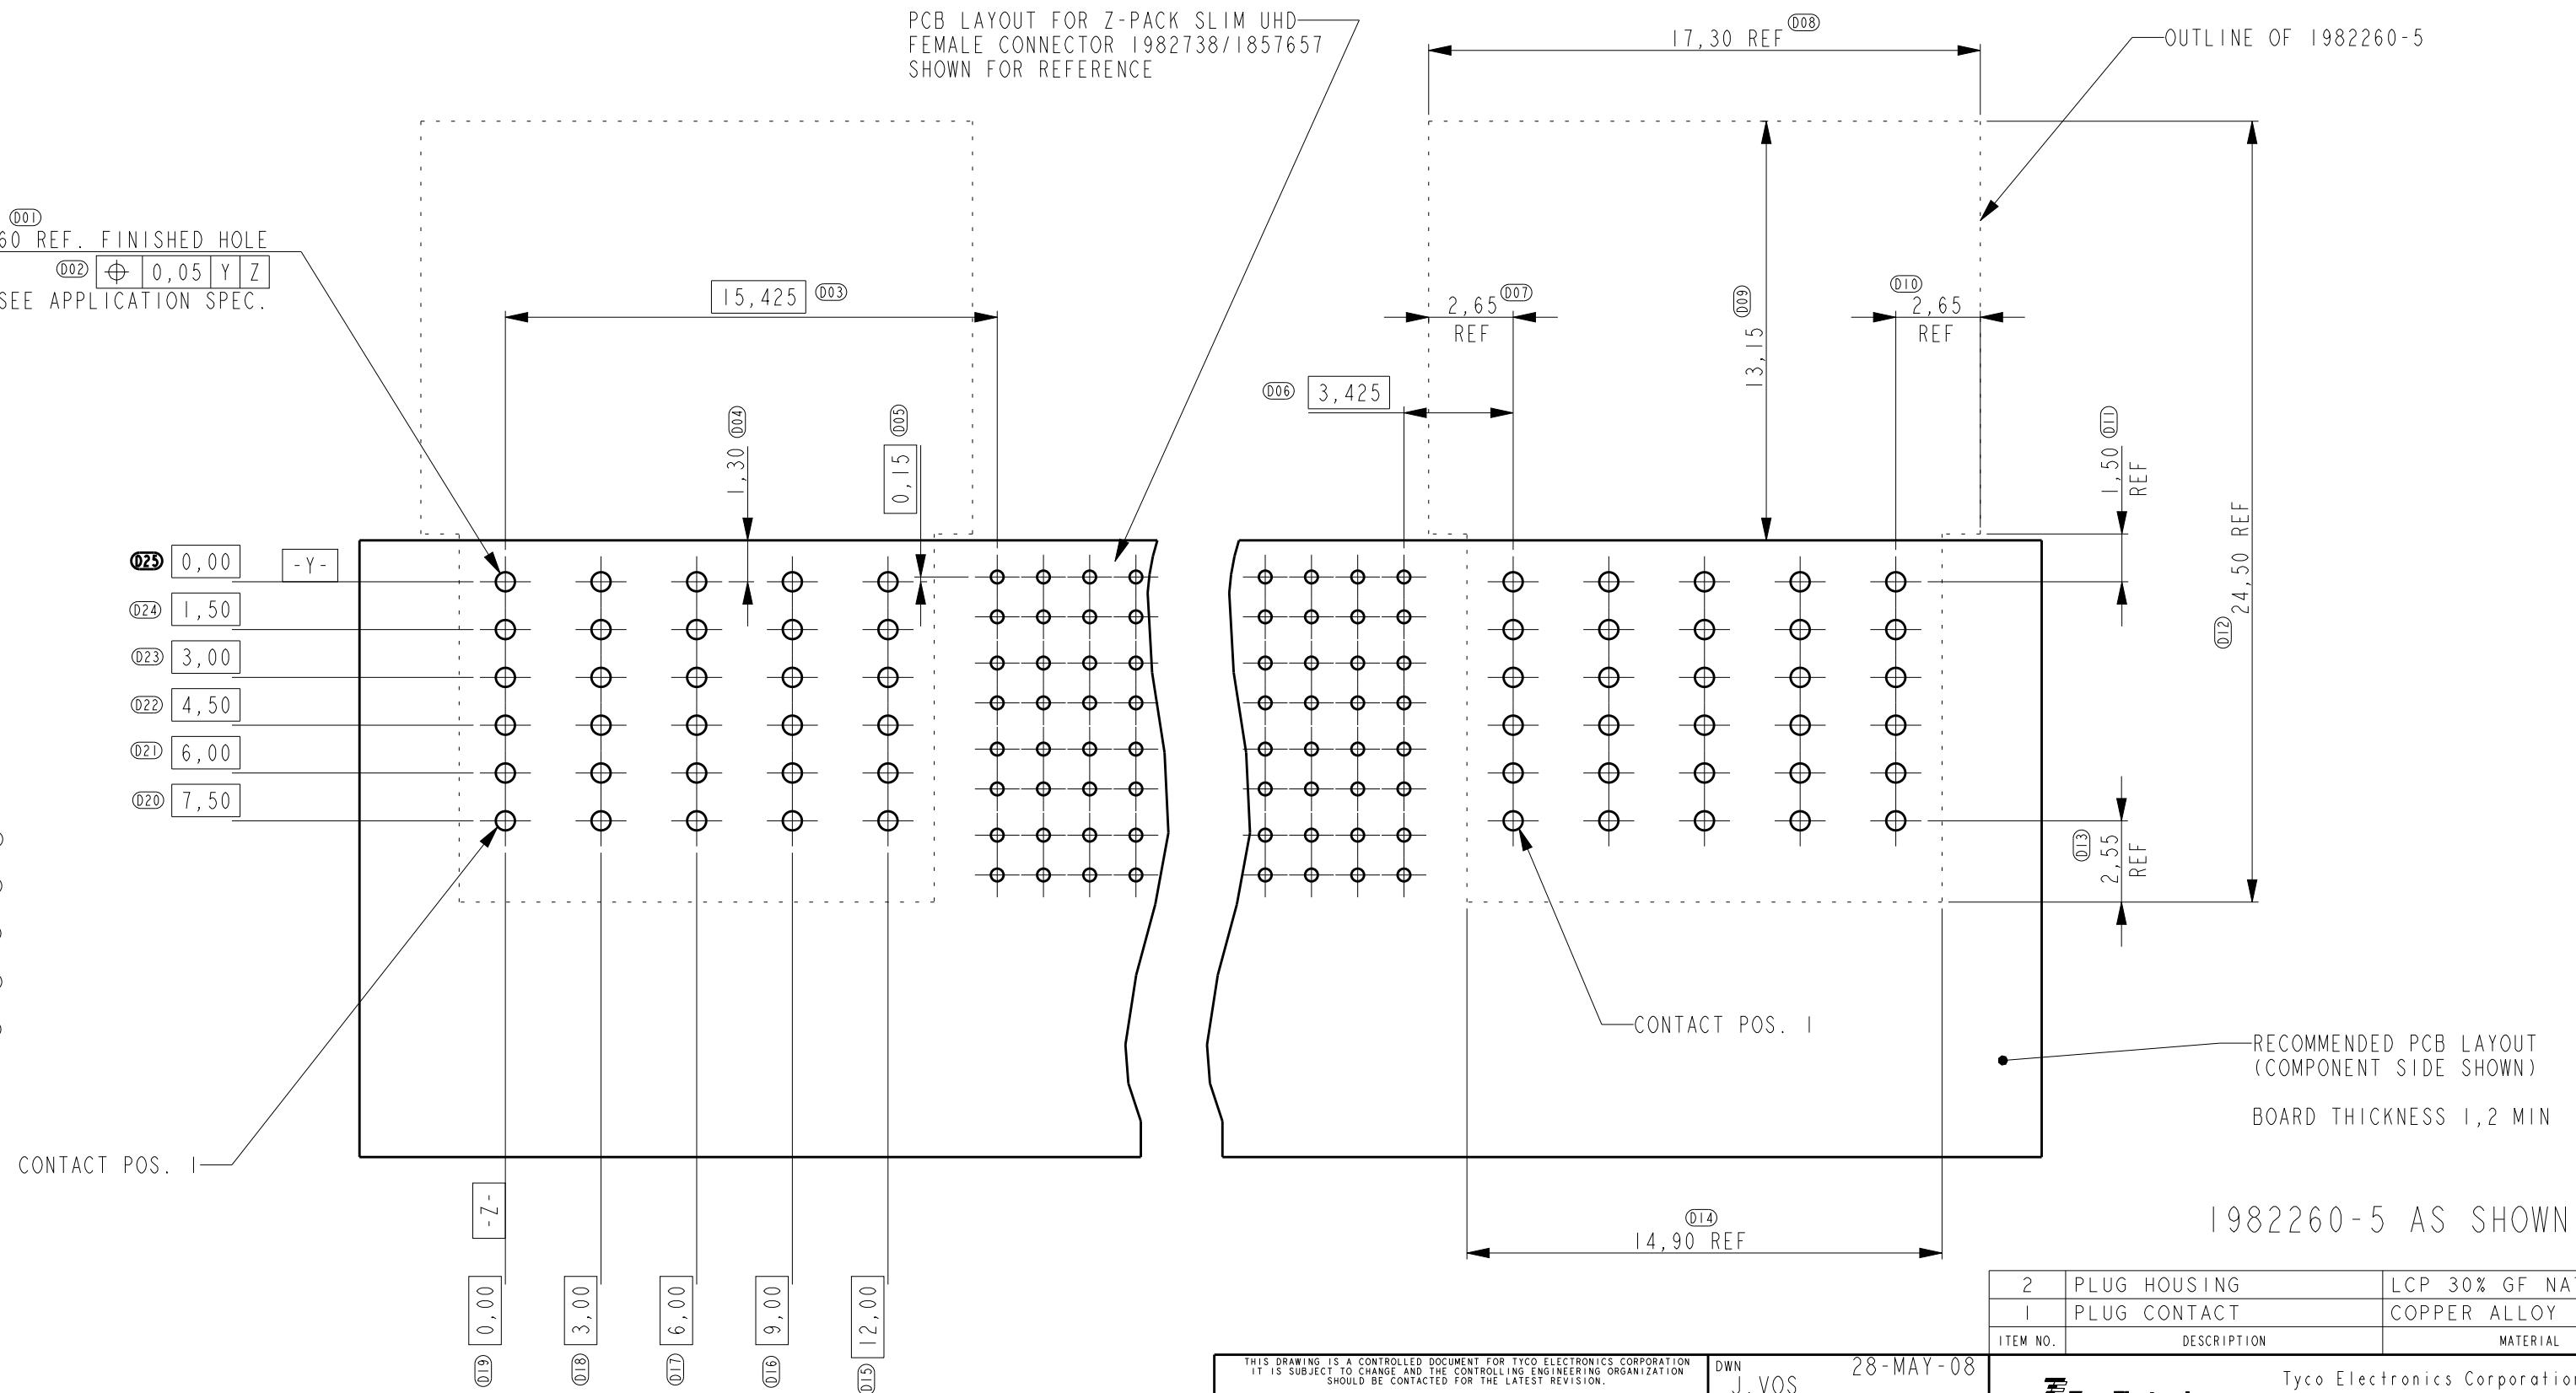 PCB LAYOUT FOR Z-PACK SLIM UHD
FEMALE CONNECTOR 1982738/1857657
SHOWN FOR REFERENCE
D08
17,30 REF
OUTLINE OF 1982260-5
D01
60 REF. FINISHED HOLE
D02 0,05 Y Z
SEE APPLICATION SPEC.
15,425 D03
2,65 D07
REF
D09
13,15
D10
2,65
REF
D06 3,425
1,30 D04
0,15 D05
1,50 D11
REF
D12 24,50 REF
D25 0,00 -Y-
D24 1,50
D23 3,00
D22 4,50
D21 6,00
D20 7,50
D13 2,55
REF
CONTACT POS. 1
RECOMMENDED PCB LAYOUT
(COMPONENT SIDE SHOWN)
BOARD THICKNESS 1,2 MIN
CONTACT POS. 1
-Z-
D14
14,90 REF
1982260-5 AS SHOWN
D19 0,00
D18 3,00
D17 6,00
D16 9,00
D15 12,00
2 PLUG HOUSING LCP 30% GF NA
1 PLUG CONTACT COPPER ALLOY
ITEM NO. DESCRIPTION MATERIAL
THIS DRAWING IS A CONTROLLED DOCUMENT FOR TYCO ELECTRONICS CORPORATION
IT IS SUBJECT TO CHANGE AND THE CONTROLLING ENGINEERING ORGANIZATION
SHOULD BE CONTACTED FOR THE LATEST REVISION.
DWN 28-MAY-08
J.VOS
Tyco Electronics Corporation